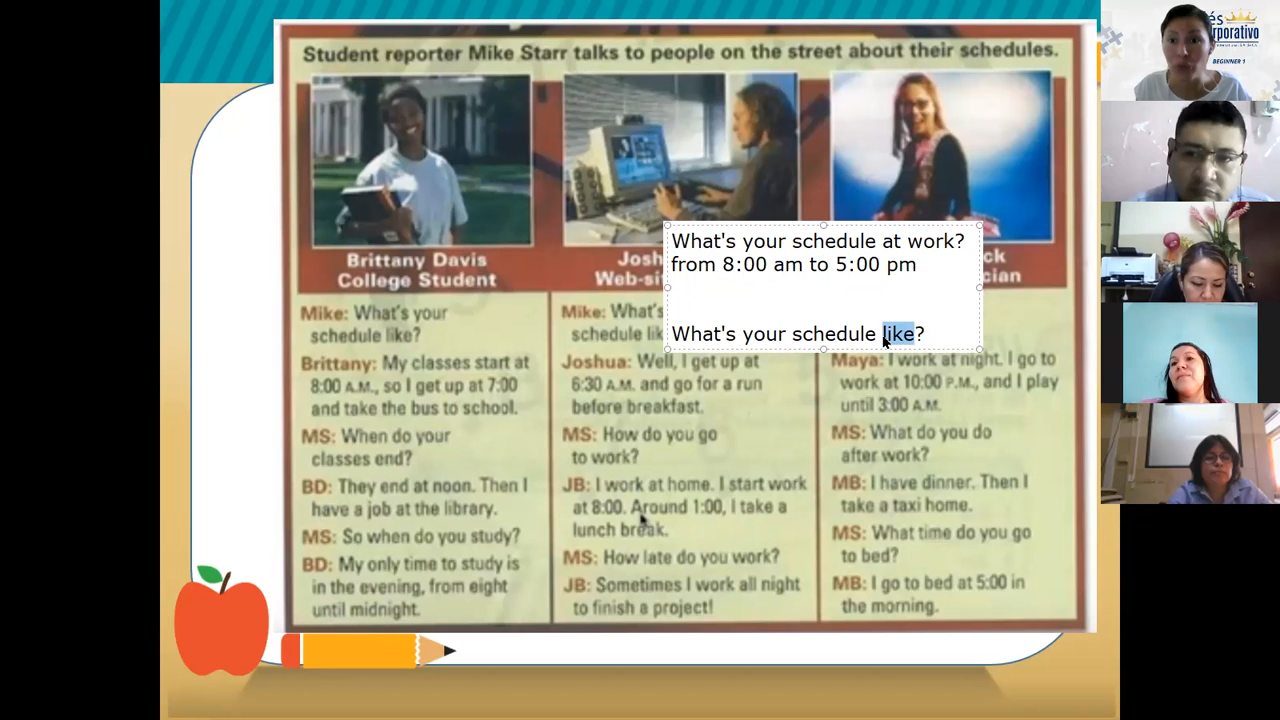 Student reporter Mike Starr talks to people on the street about their schedules.
Brittany Davis
College Student
Mike: What's your
schedule like?
Brittany: My classes start at
8:00 A.M., so I get up at 7:00
and take the bus to school.
MS: When do your
classes end?
BD: They end at noon. Then I
have a job at the library.
MS: So when do you study?
BD: My only time to study is
in the evening, from eight
until midnight.
Josh
Web-si
Mike: What's
schedule lik
Joshua: Well, I get up at
6:30 A.M. and go for a run
before breakfast.
MS: How do you go
to work?
JB: I work at home. I start work
at 8:00. Around 1:00, I take a
lunch break.
MS: How late do you work?
JB: Sometimes I work all night
to finish a project!
ck
cian
Maya: I work at night. I go to
work at 10:00 P.M., and I play
until 3:00 A.M.
MS: What do you do
after work?
MB: I have dinner. Then I
take a taxi home.
MS: What time do you go
to bed?
MB: I go to bed at 5:00 in
the morning.
What's your schedule at work?
from 8:00 am to 5:00 pm
What's your schedule like?
és
rporativo
BEGINNER 1